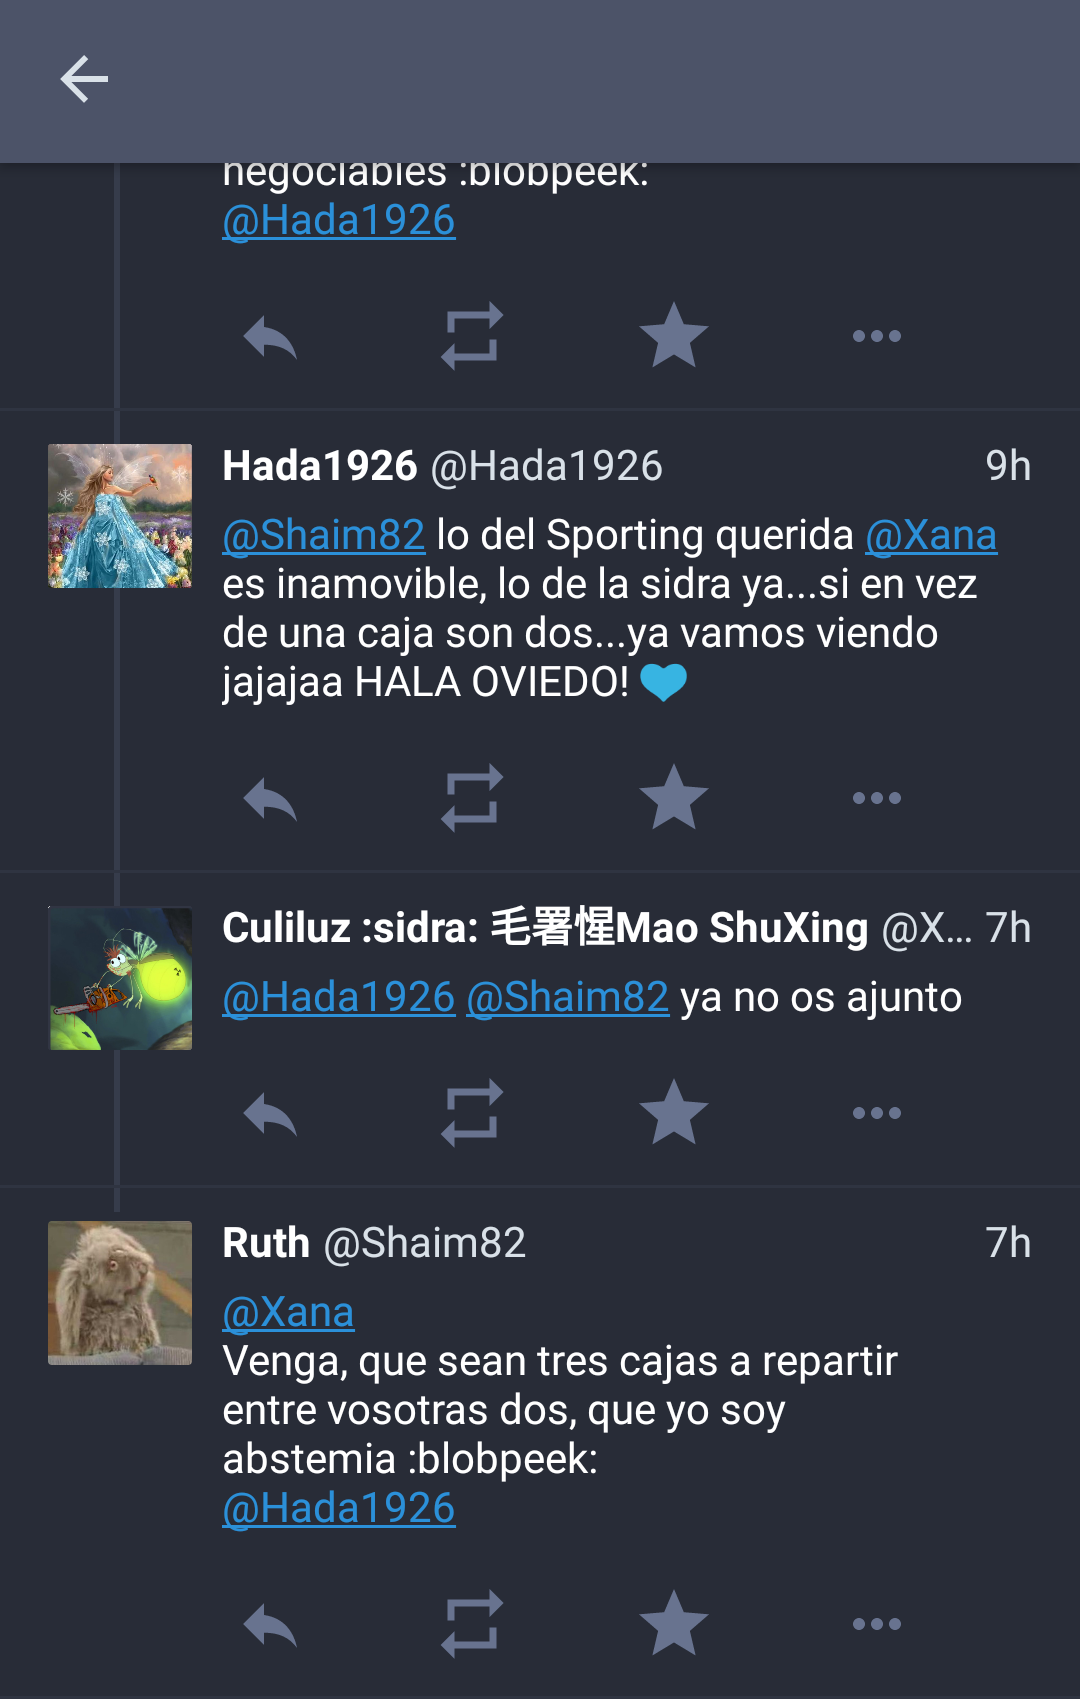 negociables :blobpeek:
@Hada1926
Hada1926 @Hada1926 9h
@Shaim82 lo del Sporting querida @Xana
es inamovible, lo de la sidra ya...si en vez
de una caja son dos...ya vamos viendo
jajajaa HALA OVIEDO! 🩵
Culiluz :sidra: 毛署惺Mao ShuXing @X... 7h
@Hada1926 @Shaim82 ya no os ajunto
Ruth @Shaim82 7h
@Xana
Venga, que sean tres cajas a repartir
entre vosotras dos, que yo soy
abstemia :blobpeek:
@Hada1926